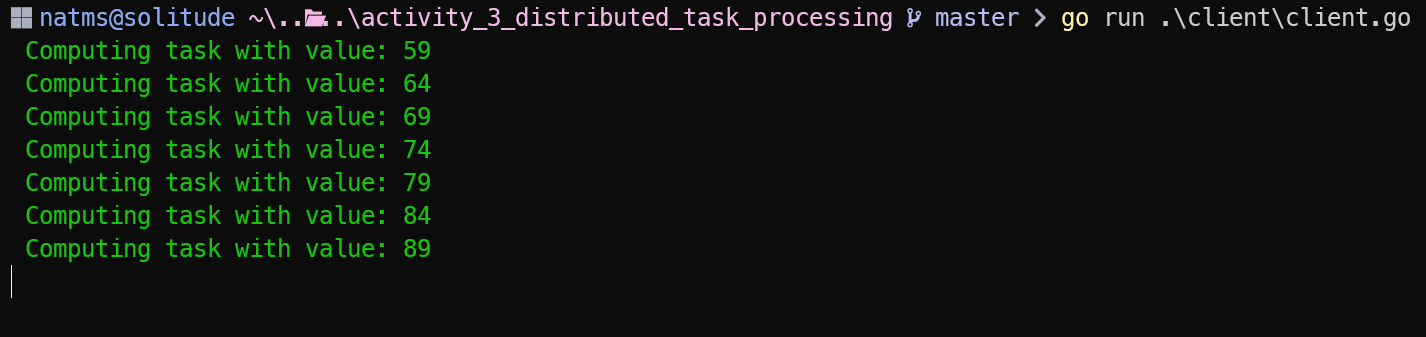 natms@solitude ~\....\activity_3_distributed_task_processing master > go run .\client\client.go
Computing task with value: 59
Computing task with value: 64
Computing task with value: 69
Computing task with value: 74
Computing task with value: 79
Computing task with value: 84
Computing task with value: 89